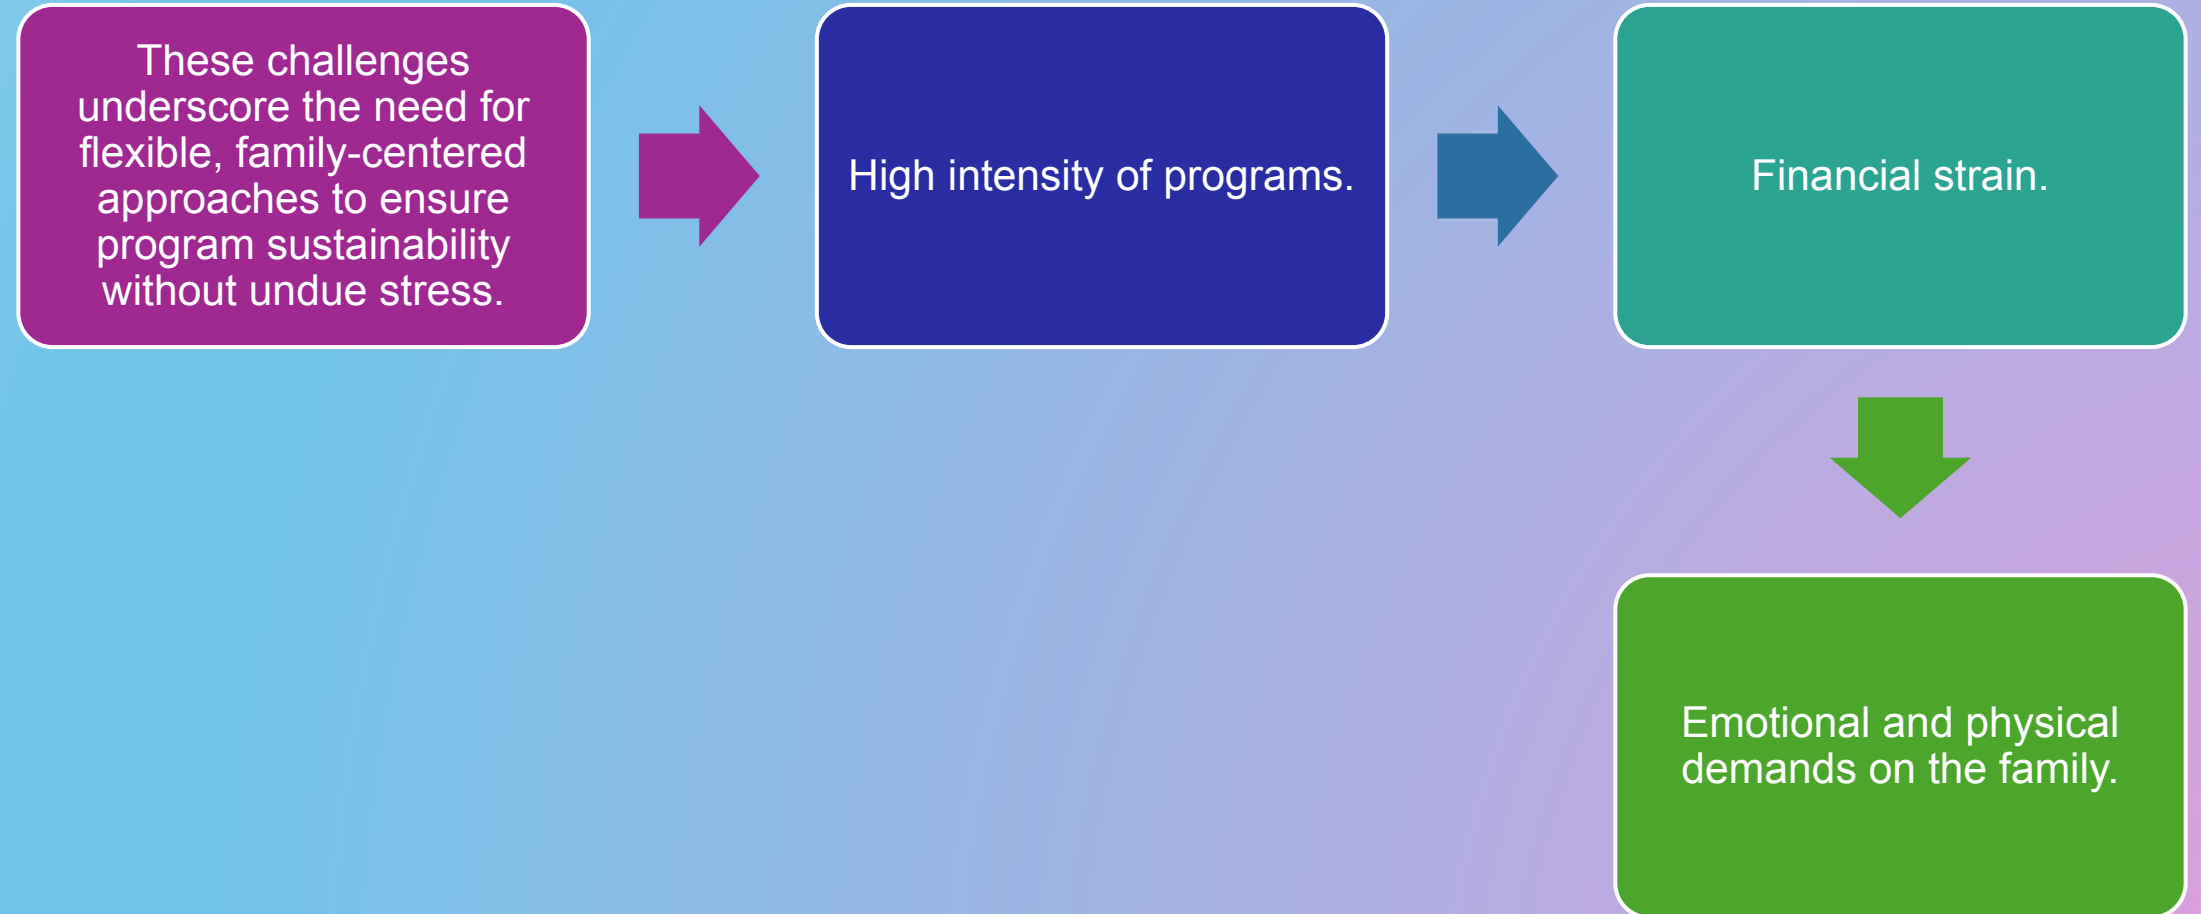 These challenges
underscore the need for
flexible, family-centered
approaches to ensure
program sustainability
without undue stress.
High intensity of programs.
Financial strain.
Emotional and physical
demands on the family.